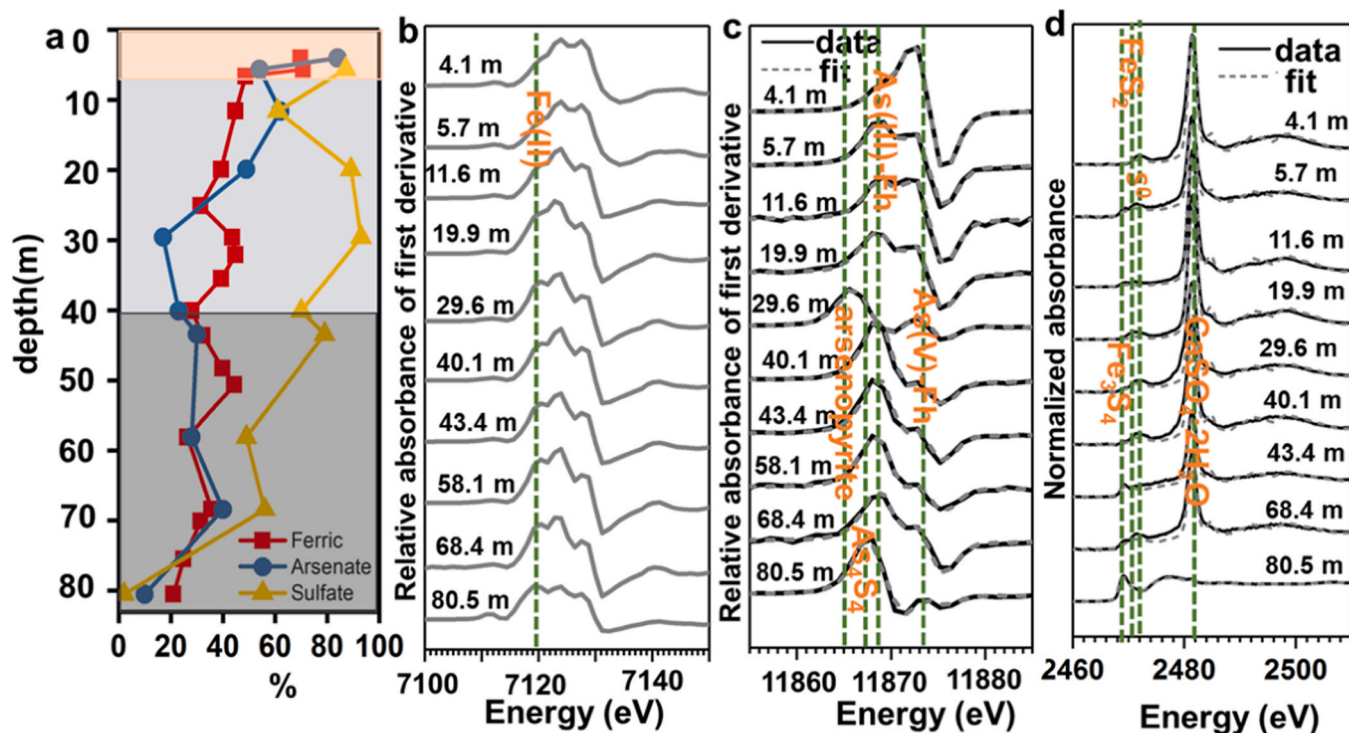 a
0
10
20
30
40
50
60
70
80
depth(m)
Ferric
Arsenate
Sulfate
0 20 40 60 80 100
%
b
Relative absorbance of first derivative
Fe(II)
4.1 m
5.7 m
11.6 m
19.9 m
29.6 m
40.1 m
43.4 m
58.1 m
68.4 m
80.5 m
7100 7120 7140
Energy (eV)
c
Relative absorbance of first derivative
data
fit
As(III)-Fh
As(V)-Fh
arsenopyrite
As₄S₄
4.1 m
5.7 m
11.6 m
19.9 m
29.6 m
40.1 m
43.4 m
58.1 m
68.4 m
80.5 m
11860 11870 11880
Energy (eV)
d
Normalized absorbance
data
fit
FeS₂
S⁰
Fe₃S₄
CaSO₄ 2H₂O
4.1 m
5.7 m
11.6 m
19.9 m
29.6 m
40.1 m
43.4 m
68.4 m
80.5 m
2460 2480 2500
Energy (eV)